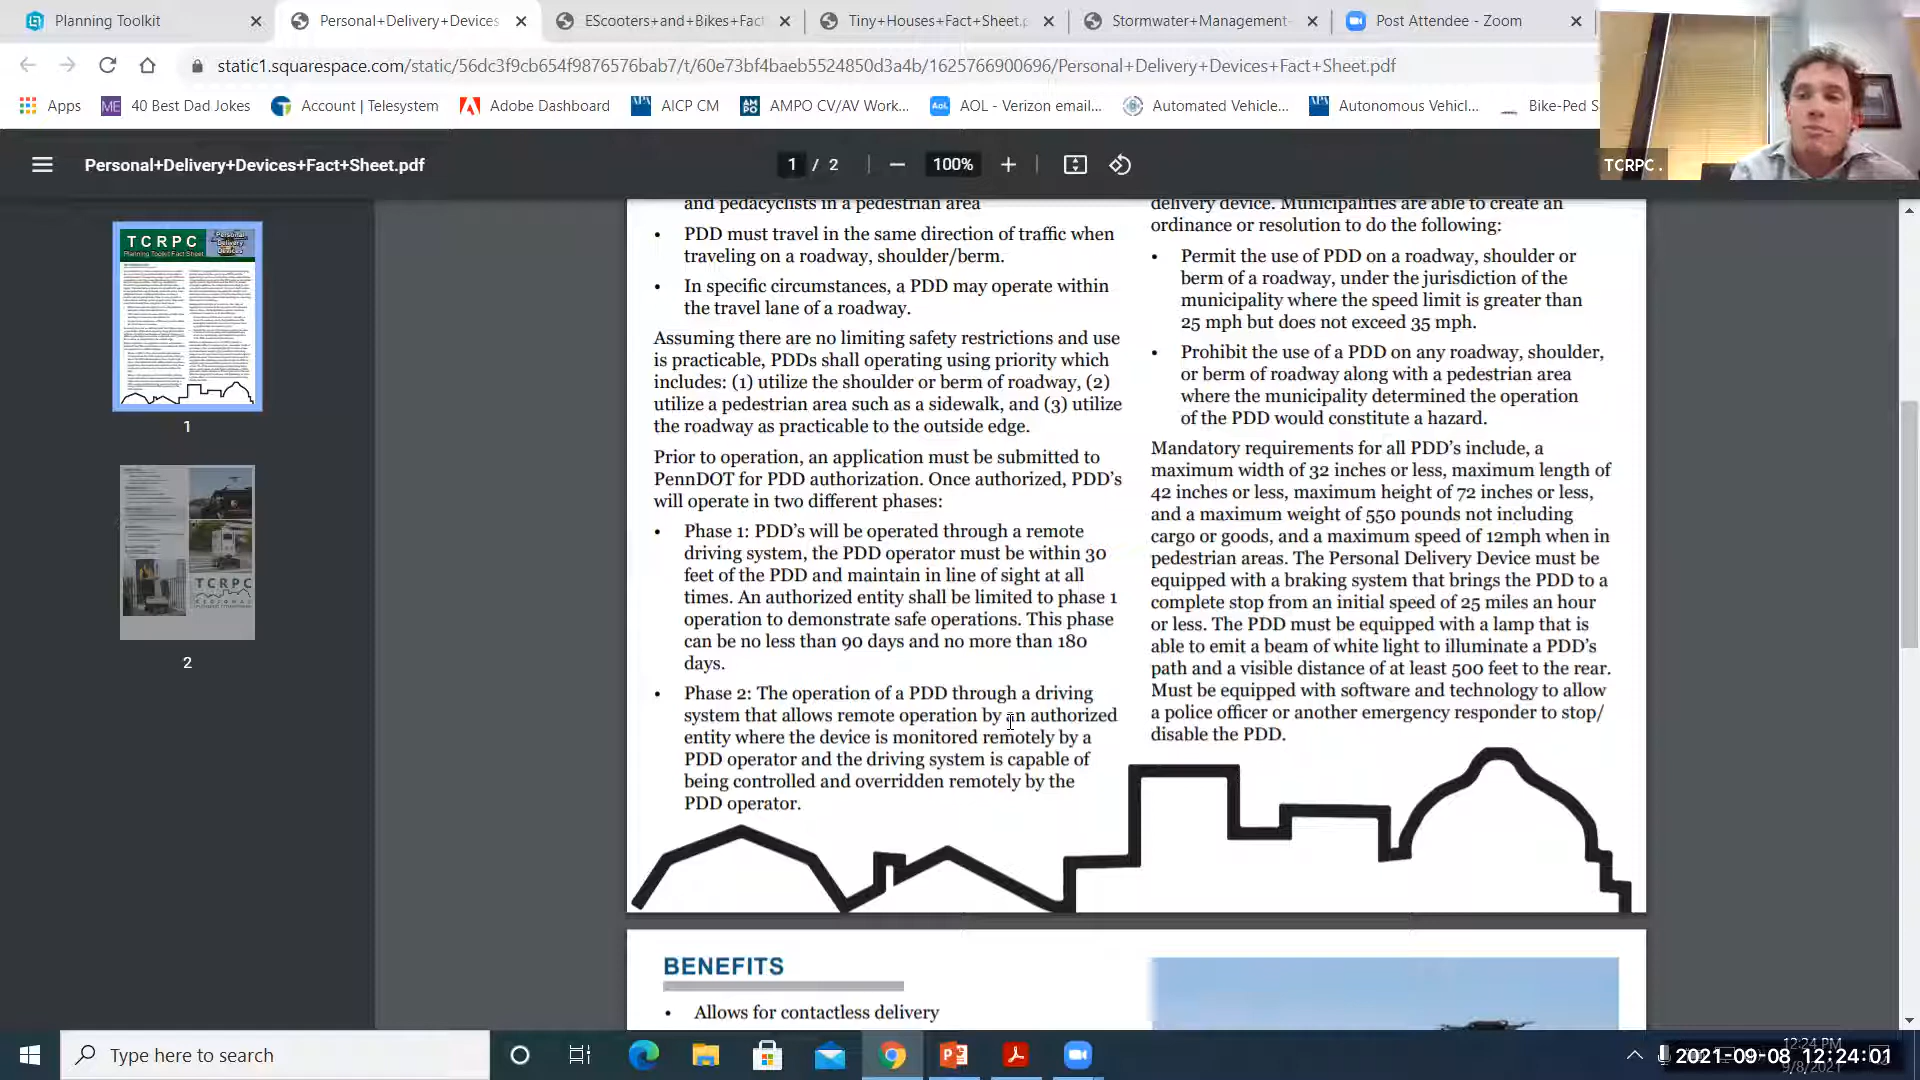 Planning Toolkit
Personal+Delivery+Devices
EScooters+and+Bikes+Fact
Tiny+Houses+Fact+Sheet.p
Stormwater+Management-
Post Attendee - Zoom
static1.squarespace.com/static/56dc3f9cb654f9876576bab7/t/60e73bf4baeb5524850d3a4b/1625766900696/Personal+Delivery+Devices+Fact+Sheet.pdf
Apps
40 Best Dad Jokes
Account | Telesystem
Adobe Dashboard
AICP CM
AMPO CV/AV Work...
AOL - Verizon email...
Automated Vehicle...
Autonomous Vehicl...
Bike-Ped S
TCRPC .
Personal+Delivery+Devices+Fact+Sheet.pdf
1 / 2
100%
TCRPC
Planning Toolkit Fact Sheet
Personal
Delivery
Devices
1
TCRPC
2
and pedacyclists in a pedestrian area
• PDD must travel in the same direction of traffic when
traveling on a roadway, shoulder/berm.
• In specific circumstances, a PDD may operate within
the travel lane of a roadway.
Assuming there are no limiting safety restrictions and use
is practicable, PDDs shall operating using priority which
includes: (1) utilize the shoulder or berm of roadway, (2)
utilize a pedestrian area such as a sidewalk, and (3) utilize
the roadway as practicable to the outside edge.
Prior to operation, an application must be submitted to
PennDOT for PDD authorization. Once authorized, PDD's
will operate in two different phases:
• Phase 1: PDD's will be operated through a remote
driving system, the PDD operator must be within 30
feet of the PDD and maintain in line of sight at all
times. An authorized entity shall be limited to phase 1
operation to demonstrate safe operations. This phase
can be no less than 90 days and no more than 180
days.
• Phase 2: The operation of a PDD through a driving
system that allows remote operation by an authorized
entity where the device is monitored remotely by a
PDD operator and the driving system is capable of
being controlled and overridden remotely by the
PDD operator.
delivery device. Municipalities are able to create an
ordinance or resolution to do the following:
• Permit the use of PDD on a roadway, shoulder or
berm of a roadway, under the jurisdiction of the
municipality where the speed limit is greater than
25 mph but does not exceed 35 mph.
• Prohibit the use of a PDD on any roadway, shoulder,
or berm of roadway along with a pedestrian area
where the municipality determined the operation
of the PDD would constitute a hazard.
Mandatory requirements for all PDD's include, a
maximum width of 32 inches or less, maximum length of
42 inches or less, maximum height of 72 inches or less,
and a maximum weight of 550 pounds not including
cargo or goods, and a maximum speed of 12mph when in
pedestrian areas. The Personal Delivery Device must be
equipped with a braking system that brings the PDD to a
complete stop from an initial speed of 25 miles an hour
or less. The PDD must be equipped with a lamp that is
able to emit a beam of white light to illuminate a PDD's
path and a visible distance of at least 500 feet to the rear.
Must be equipped with software and technology to allow
a police officer or another emergency responder to stop/
disable the PDD.
BENEFITS
• Allows for contactless delivery
Type here to search
12:24 PM
9/8/2021
2021-09-08 12:24:01